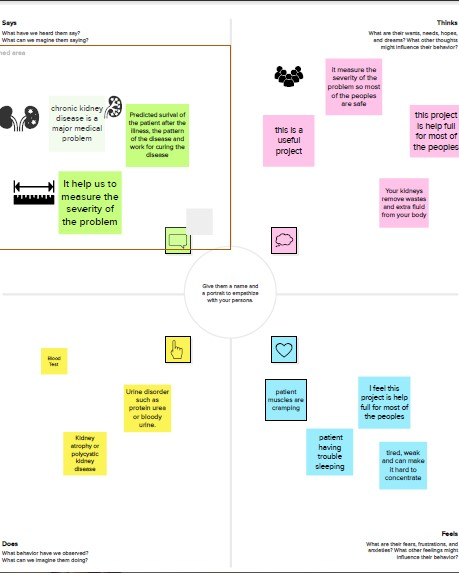 Says
What have we heard them say?
What can we magine them saying?
ned area
chronic kidney
disease is a
major medical
problem
Predicted surival of
the patient after the
illness, the pattern
of the disease and
work for curing the
disease
It help us to
measure the
severity of
the problem
Thinks
What are their wants, needs, hopes,
and dreams? What other thoughts
might influence their behavior?
it measure the
severity of the
problem so most
of the peoples
are safe
this is a
useful
project
this project
is help full
for most of
the peoples
Your kidneys
remove wastes
and extra fluid
from your body
Give them a name and
a portrait to empathize
with your persona.
Blood
Test
Urine disorder
such as
protein urea
or bloody
urine.
Kidney
atrophy or
polycyatic
kidney
disease
Does
What behavior have we observed?
What can we imagine them doing?
patient
muscles are
cramping
I feel this
project is help
full for most of
the peoples
patient
having
trouble
sleeping
tired, weak
and can make
it hard to
concentrate
Feels
What are their fears, frustrations, and
anxieties? What other feelings might
influence their behavior?